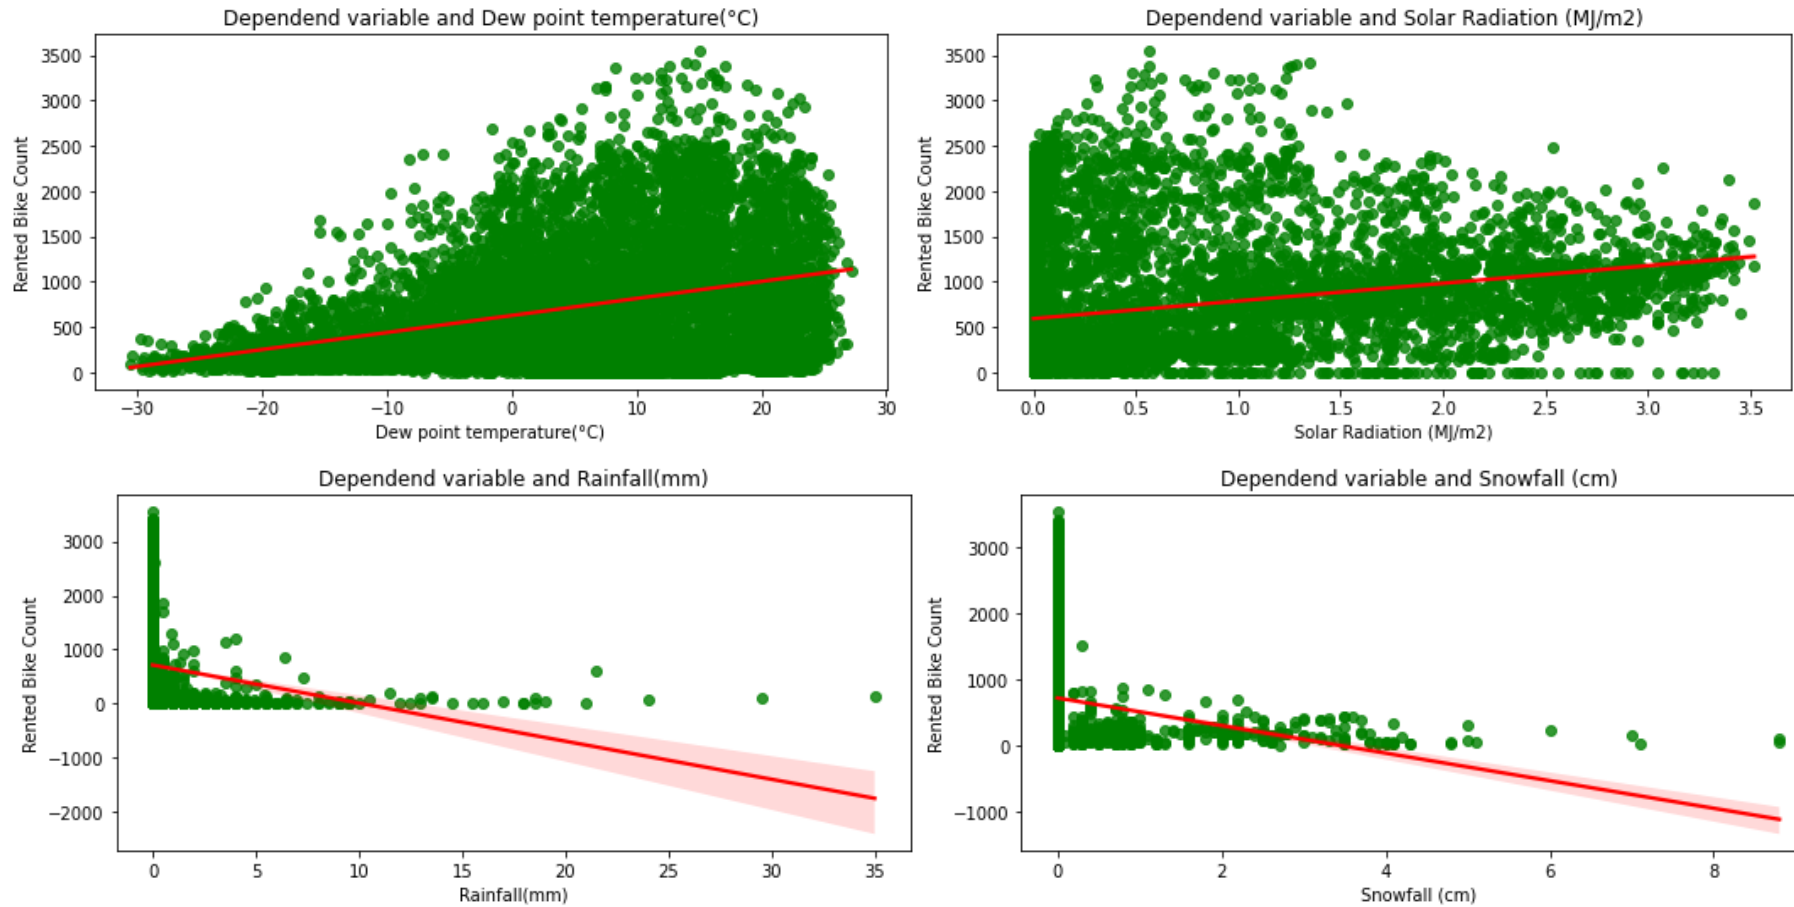 Dependend variable and Dew point temperature(°C)
3500
3000
2500
2000
1500
1000
500
0
Rented Bike Count
−30 −20 −10 0 10 20 30
Dew point temperature(°C)
Dependend variable and Solar Radiation (MJ/m2)
3500
3000
2500
2000
1500
1000
500
0
Rented Bike Count
0.0 0.5 1.0 1.5 2.0 2.5 3.0 3.5
Solar Radiation (MJ/m2)
Dependend variable and Rainfall(mm)
3000
2000
1000
0
−1000
−2000
Rented Bike Count
0 5 10 15 20 25 30 35
Rainfall(mm)
Dependend variable and Snowfall (cm)
3000
2000
1000
0
−1000
Rented Bike Count
0 2 4 6 8
Snowfall (cm)